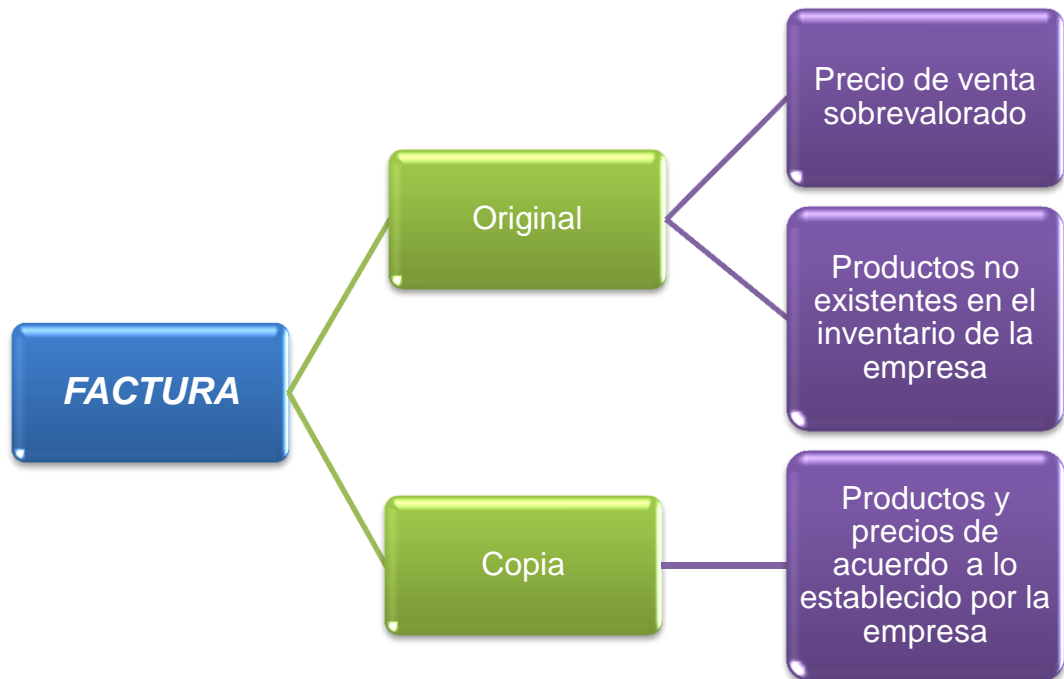 Precio de venta
sobrevalorado
Original
Productos no
existentes en el
inventario de la
empresa
FACTURA
Copia
Productos y
precios de
acuerdo  a lo
establecido por la
empresa